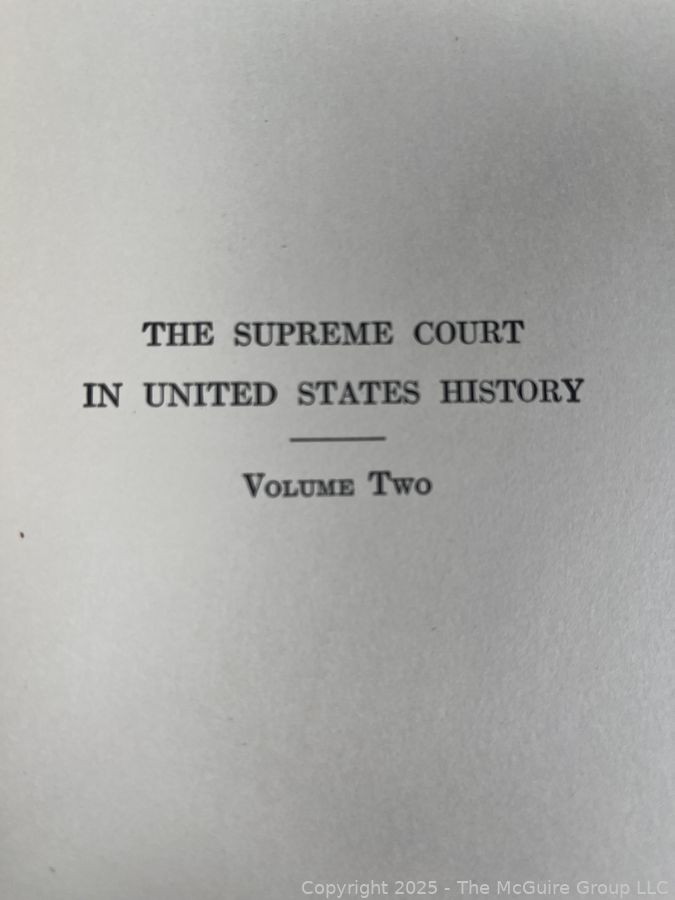 THE SUPREME COURT
IN UNITED STATES HISTORY
Volume Two
Copyright 2025 - The McGuire Group LLC